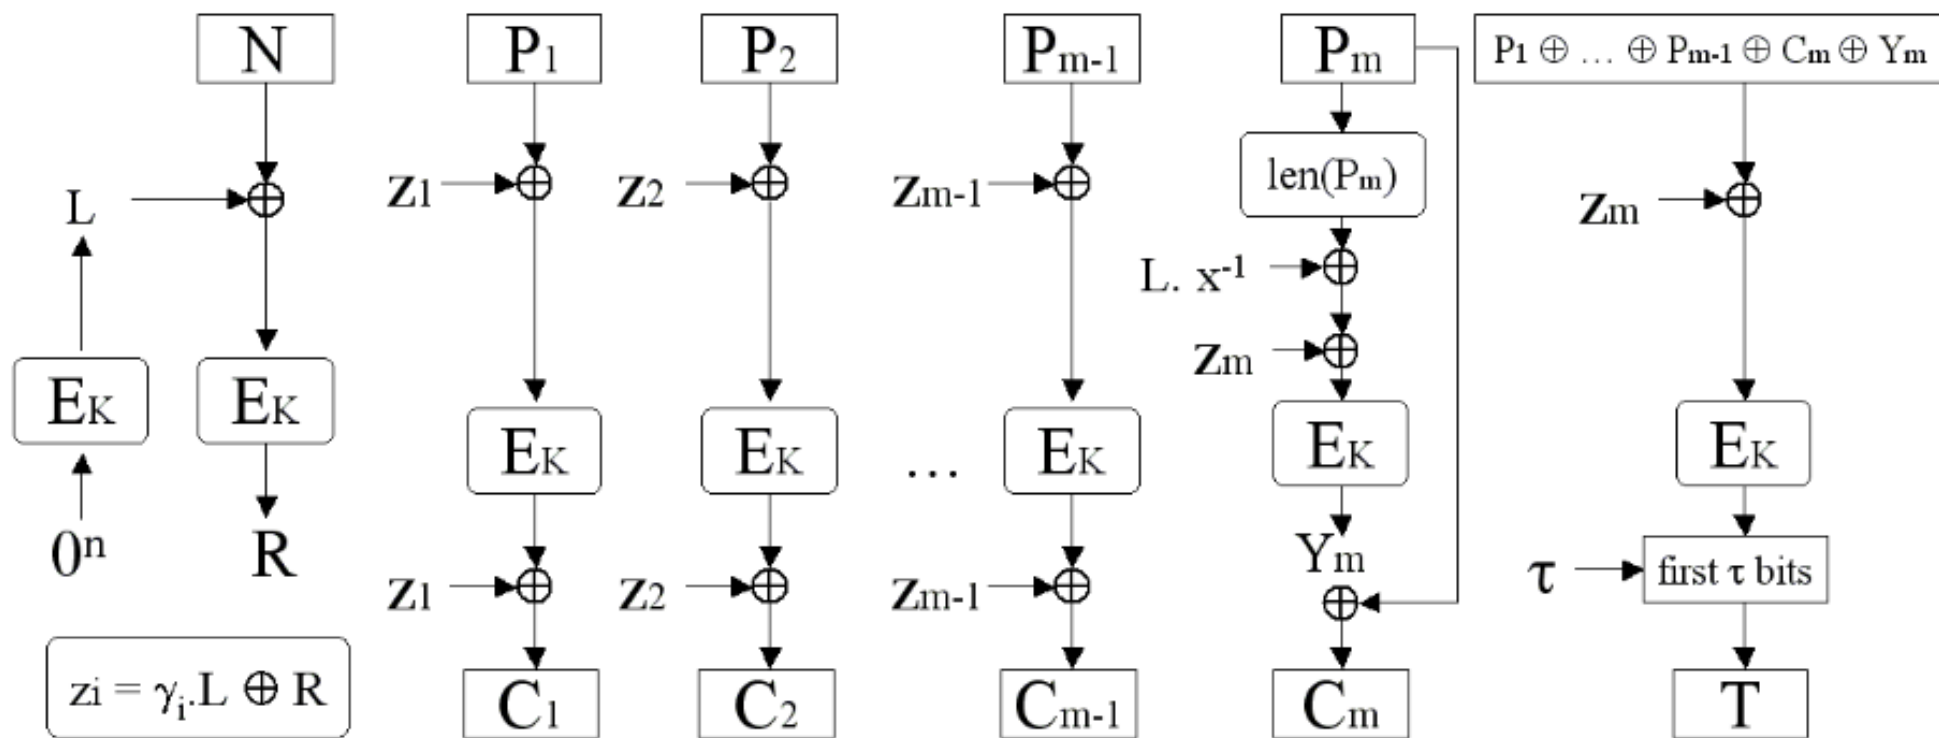 N
P1
P2
Pm-1
Pm
P1 ⊕ … ⊕ Pm-1 ⊕ Cm ⊕ Ym
len(Pm)
L
z1
z2
zm-1
zm
L. x⁻¹
zm
EK
EK
EK
EK
…
EK
EK
EK
0ⁿ
R
Ym
τ
first τ bits
z1
z2
zm-1
zi = γi.L ⊕ R
C1
C2
Cm-1
Cm
T